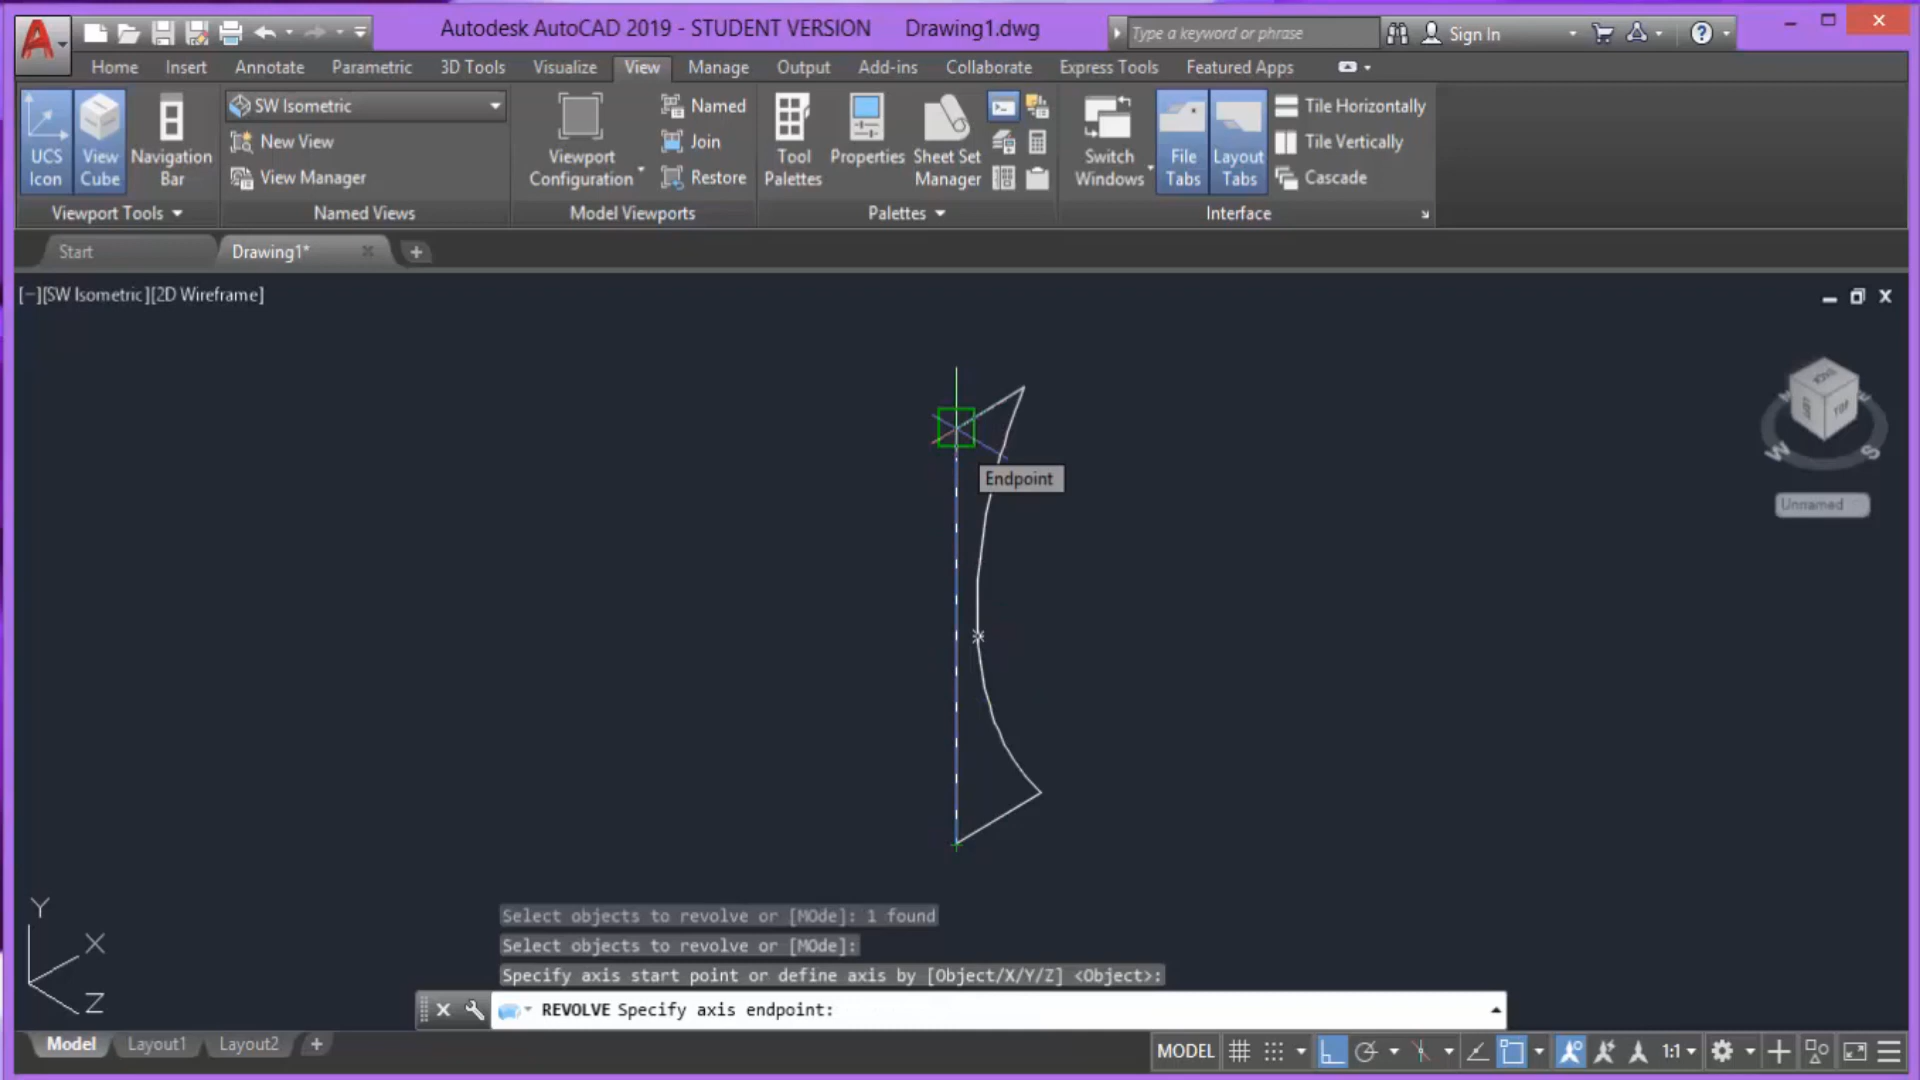 Autodesk AutoCAD 2019 - STUDENT VERSION Drawing1.dwg
Type a keyword or phrase
Sign In
Home Insert Annotate Parametric 3D Tools Visualize View Manage Output Add-ins Collaborate Express Tools Featured Apps
UCS Icon
View Cube
Navigation Bar
Viewport Tools
SW Isometric
New View
View Manager
Named Views
Viewport Configuration
Named
Join
Restore
Model Viewports
Tool Palettes
Properties
Sheet Set Manager
Palettes
Switch Windows
File Tabs
Layout Tabs
Tile Horizontally
Tile Vertically
Cascade
Interface
Start
Drawing1*
[−][SW Isometric][2D Wireframe]
Endpoint
TOP
W
S
Unnamed
Y
X
Z
Select objects to revolve or [MOde]: 1 found
Select objects to revolve or [MOde]:
Specify axis start point or define axis by [Object/X/Y/Z] <Object>:
REVOLVE Specify axis endpoint:
Model Layout1 Layout2
MODEL
1:1